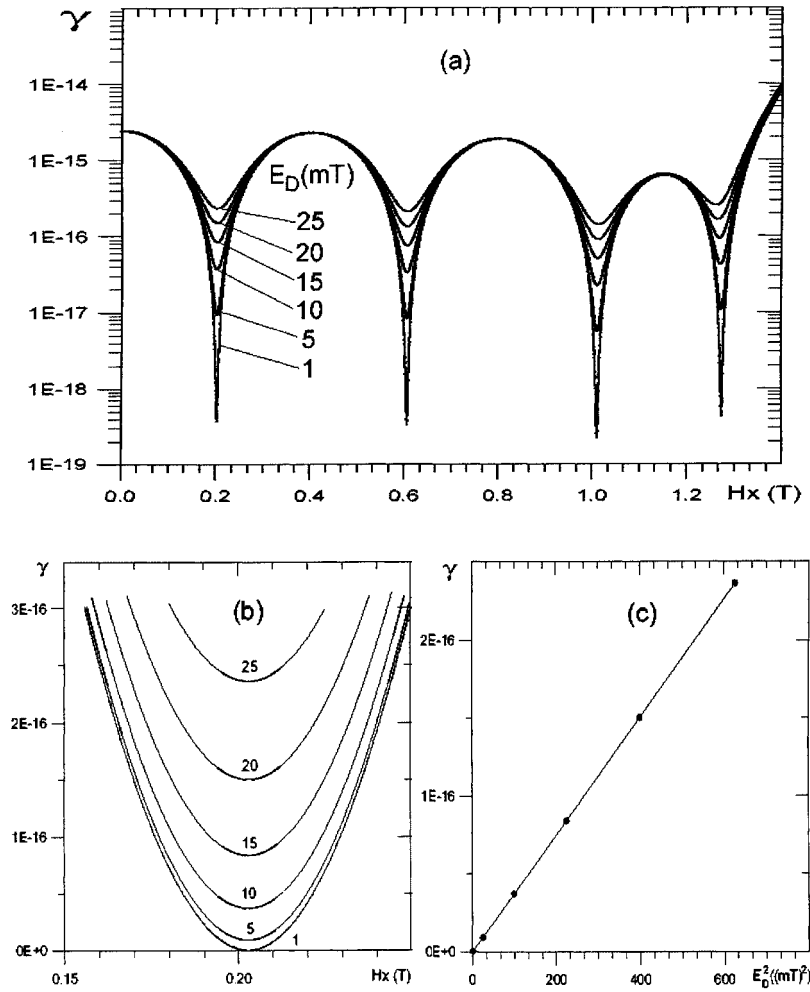 γ
(a)
1E-14
1E-15
1E-16
1E-17
1E-18
1E-19
E_D(mT)
25
20
15
10
5
1
0.0 0.2 0.4 0.6 0.8 1.0 1.2 Hx (T)
γ
(b)
3E-16
2E-16
1E-16
0E+0
25
20
15
10
5
1
0.15 0.20 Hx (T)
γ
(c)
2E-16
1E-16
0E+0
0 200 400 600 E_D^2((mT)^2)